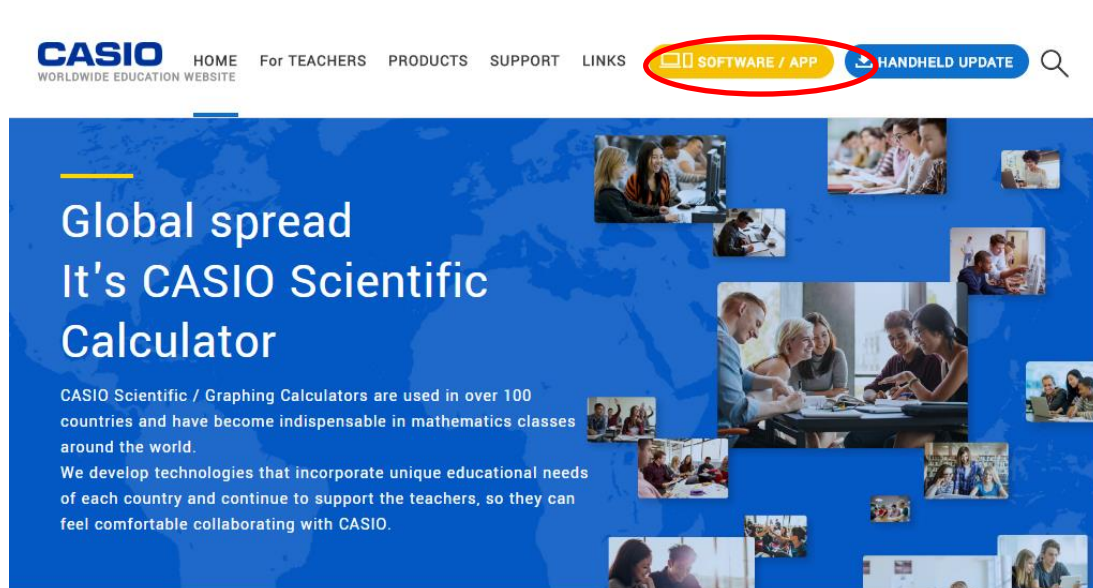 CASIO
WORLDWIDE EDUCATION WEBSITE
HOME
For TEACHERS
PRODUCTS
SUPPORT
LINKS
SOFTWARE / APP
HANDHELD UPDATE
Global spread
It's CASIO Scientific
Calculator
CASIO Scientific / Graphing Calculators are used in over 100
countries and have become indispensable in mathematics classes
around the world.
We develop technologies that incorporate unique educational needs
of each country and continue to support the teachers, so they can
feel comfortable collaborating with CASIO.